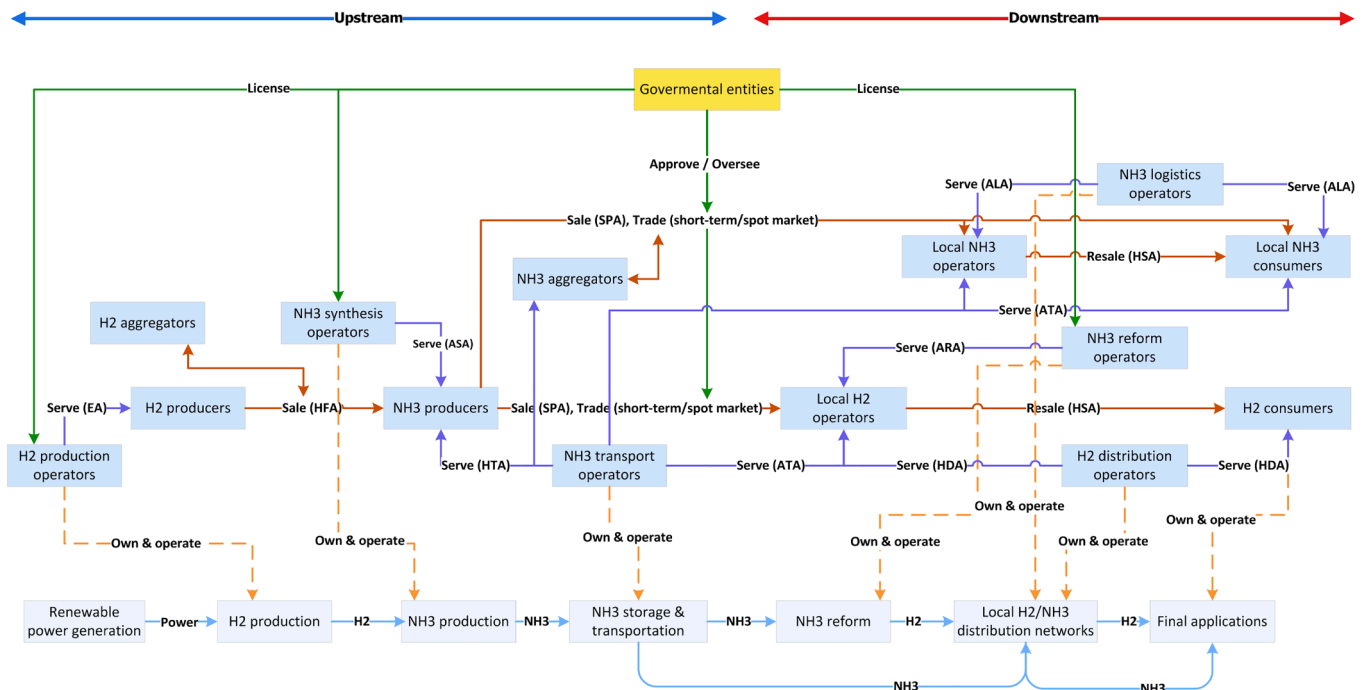 Upstream
Downstream
Govermental entities
License
License
Approve / Oversee
NH3 logistics
operators
Serve (ALA)
Serve (ALA)
Sale (SPA), Trade (short-term/spot market)
Local NH3
operators
Resale (HSA)
Local NH3
consumers
NH3 aggregators
H2 aggregators
NH3 synthesis
operators
Serve (ASA)
Serve (ATA)
NH3 reform
operators
Serve (ARA)
Serve (EA)
H2 producers
Sale (HFA)
NH3 producers
Sale (SPA), Trade (short-term/spot market)
Local H2
operators
Resale (HSA)
H2 consumers
H2 production
operators
Serve (HTA)
NH3 transport
operators
Serve (ATA)
Serve (HDA)
H2 distribution
operators
Serve (HDA)
Own & operate
Own & operate
Own & operate
Own & operate
Own & operate
Own & operate
Own & operate
Renewable
power generation
Power
H2 production
H2
NH3 production
NH3
NH3 storage &
transportation
NH3
NH3 reform
H2
Local H2/NH3
distribution networks
H2
Final applications
NH3
NH3